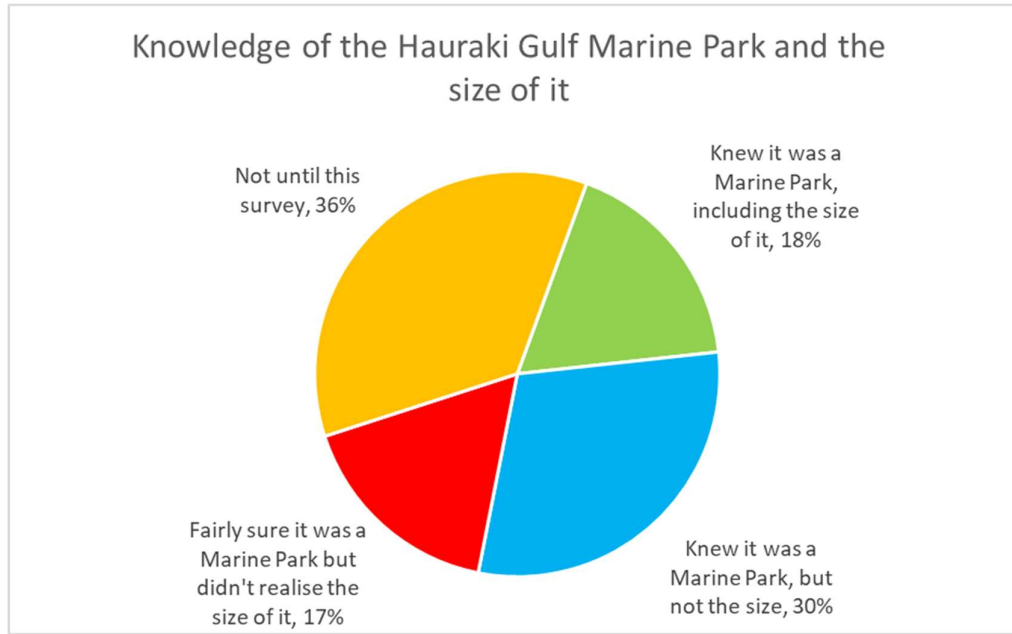 Knowledge of the Hauraki Gulf Marine Park and the
size of it
Not until this
survey, 36%
Knew it was a
Marine Park,
including the size
of it, 18%
Fairly sure it was a
Marine Park but
didn't realise the
size of it, 17%
Knew it was a
Marine Park, but
not the size, 30%